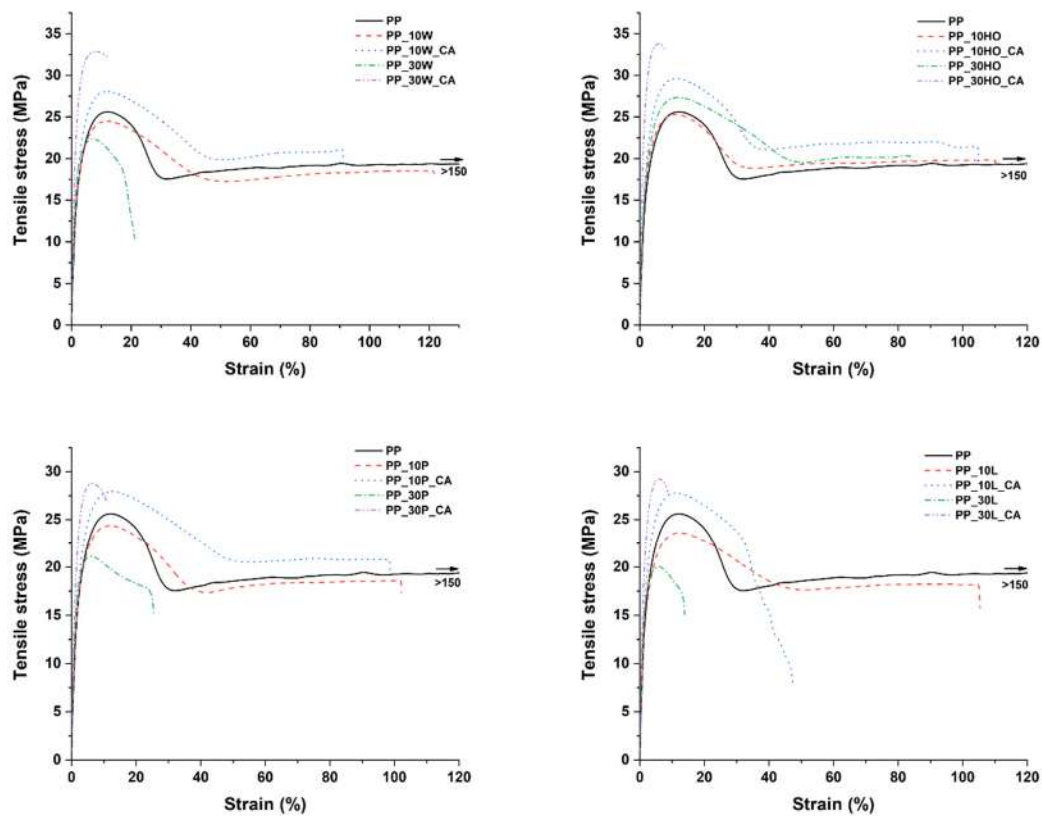 Tensile stress (MPa)
40
35
30
25
20
15
10
5
0
PP
PP_10W
PP_10W_CA
PP_30W
PP_30W_CA
>150
0 20 40 60 80 100 120
Strain (%)
Tensile stress (MPa)
40
35
30
25
20
15
10
5
0
PP
PP_10HO
PP_10HO_CA
PP_30HO
PP_30HO_CA
>150
0 20 40 60 80 100 120
Strain (%)
Tensile stress (MPa)
30
25
20
15
10
5
0
PP
PP_10P
PP_10P_CA
PP_30P
PP_30P_CA
>150
0 20 40 60 80 100 120
Strain (%)
Tensile stress (MPa)
30
25
20
15
10
5
0
PP
PP_10L
PP_10L_CA
PP_30L
PP_30L_CA
>150
0 20 40 60 80 100 120
Strain (%)